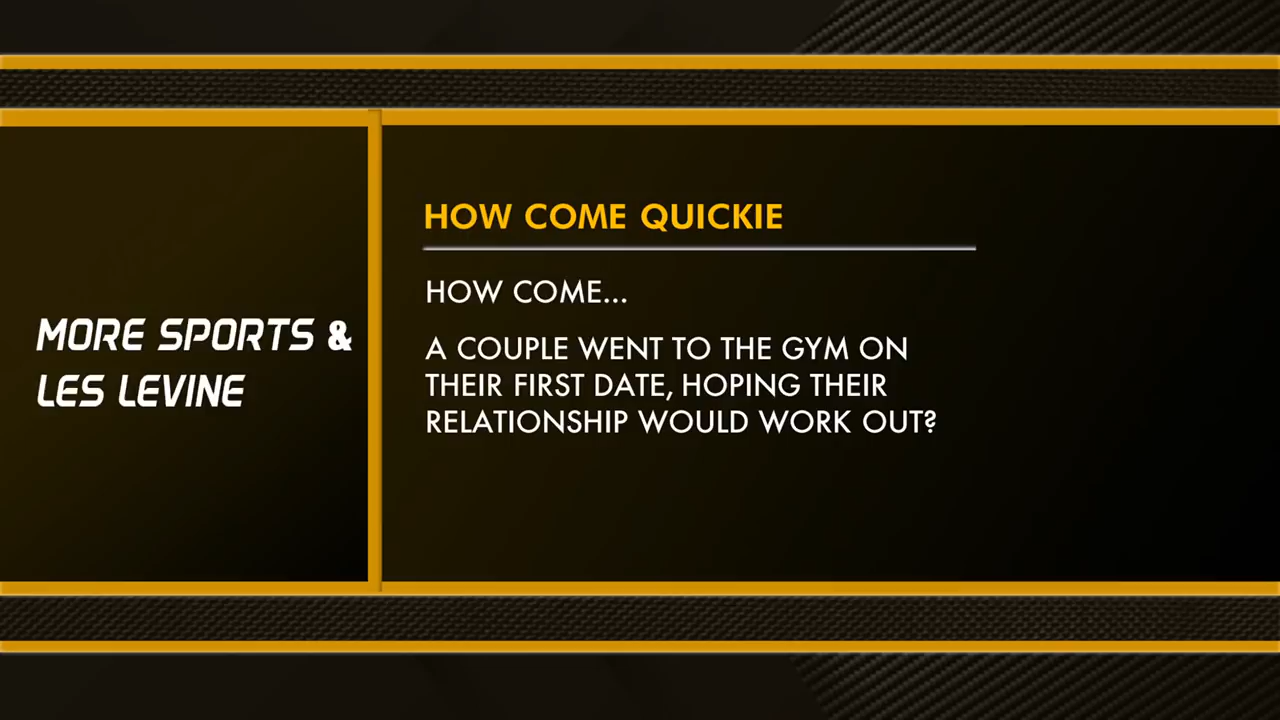 MORE SPORTS &
LES LEVINE
HOW COME QUICKIE
HOW COME...
A COUPLE WENT TO THE GYM ON
THEIR FIRST DATE, HOPING THEIR
RELATIONSHIP WOULD WORK OUT?